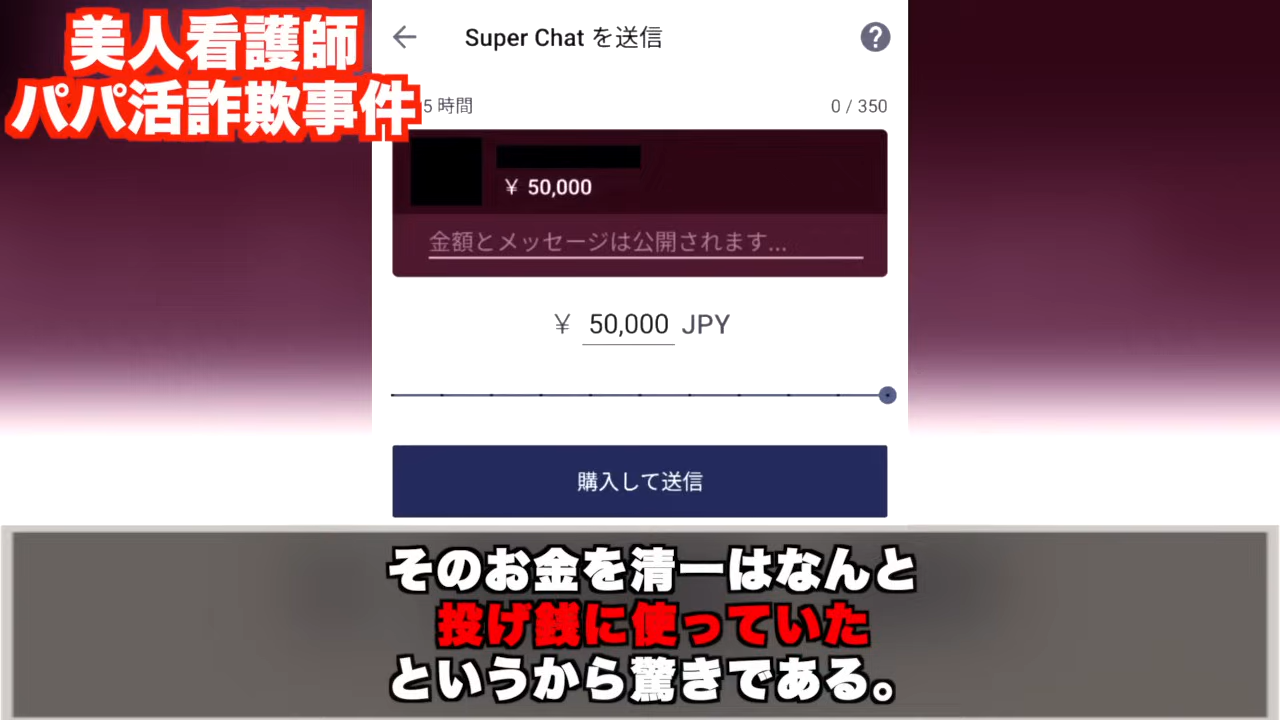 美人看護師
パパ活詐欺事件
Super Chat を送信
5 時間
0 / 350
¥ 50,000
金額とメッセージは公開されます...
¥ 50,000 JPY
購入して送信
そのお金を清一はなんと
投げ銭に使っていた
というから驚きである。